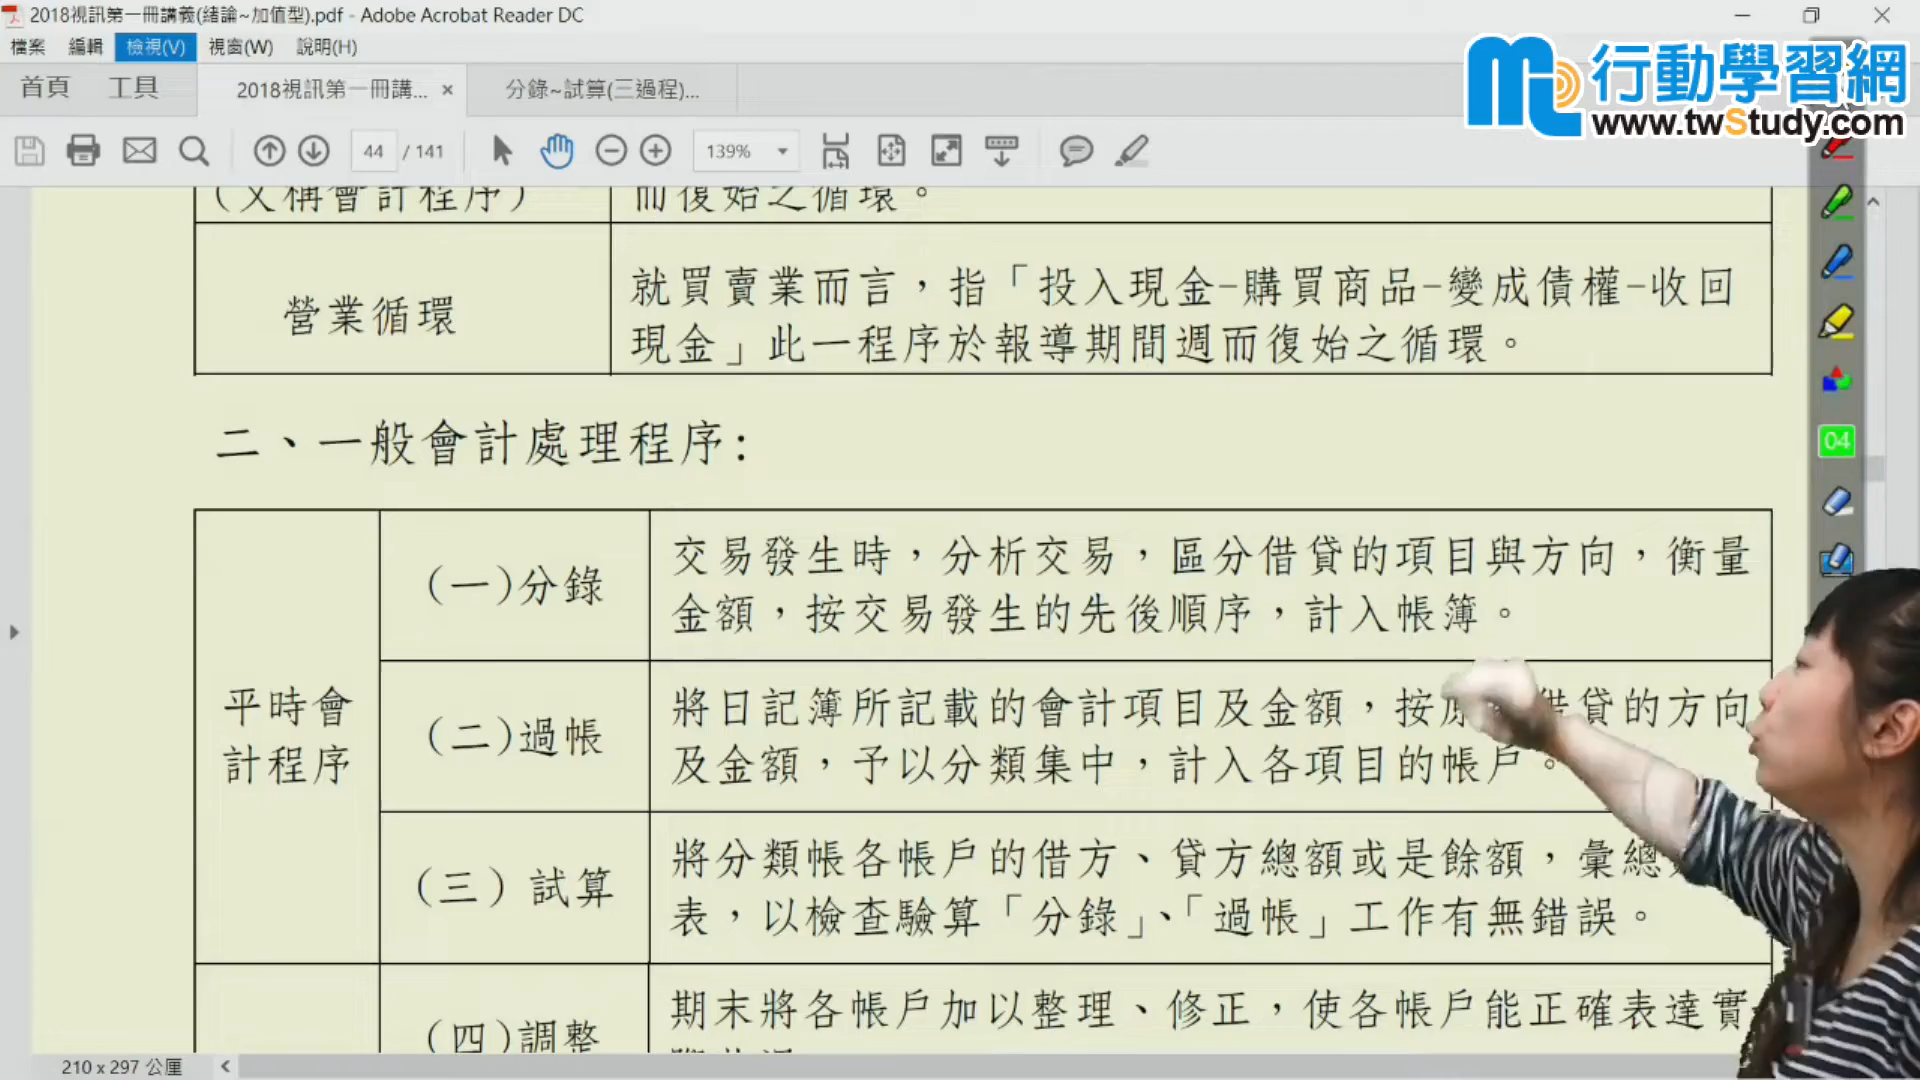 2018視訊第一冊講義(緒論~加值型).pdf - Adobe Acrobat Reader DC
檔案 編輯 檢視(V) 視窗(W) 說明(H)
行動學習網
www.twStudy.com
首頁 工具 2018視訊第一冊講... × 分錄~試算(三過程)...
44 / 141 139%
(又稱會計程序)
而復始之循環。
營業循環
就買賣業而言，指「投入現金-購買商品-變成債權-收回
現金」此一程序於報導期間週而復始之循環。
二、一般會計處理程序:
平時會
計程序
(一)分錄
交易發生時，分析交易，區分借貸的項目與方向，衡量
金額，按交易發生的先後順序，計入帳簿。
(二)過帳
將日記簿所記載的會計項目及金額，按原 借貸的方向
及金額，予以分類集中，計入各項目的帳戶。
(三) 試算
將分類帳各帳戶的借方、貸方總額或是餘額，彙總
表，以檢查驗算「分錄」、「過帳」工作有無錯誤。
(四)調整
期末將各帳戶加以整理、修正，使各帳戶能正確表達實
04
210 x 297 公厘